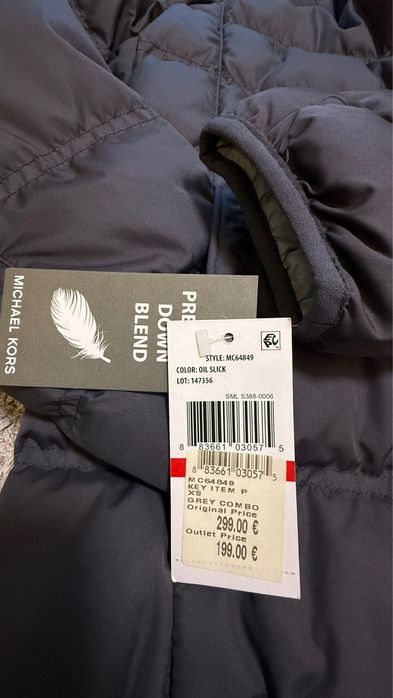 MICHAEL KORS
PRE
DOWN
BLEND
STYLE: MC64849
COLOR: OIL SLICK
LOT: 147356
SML S388-0006
8 83661 03057 5
83661 03057 5
MC64849
KEY ITEM P
XS
GREY COMBO
Original Price
299.00 €
Outlet Price
199.00 €